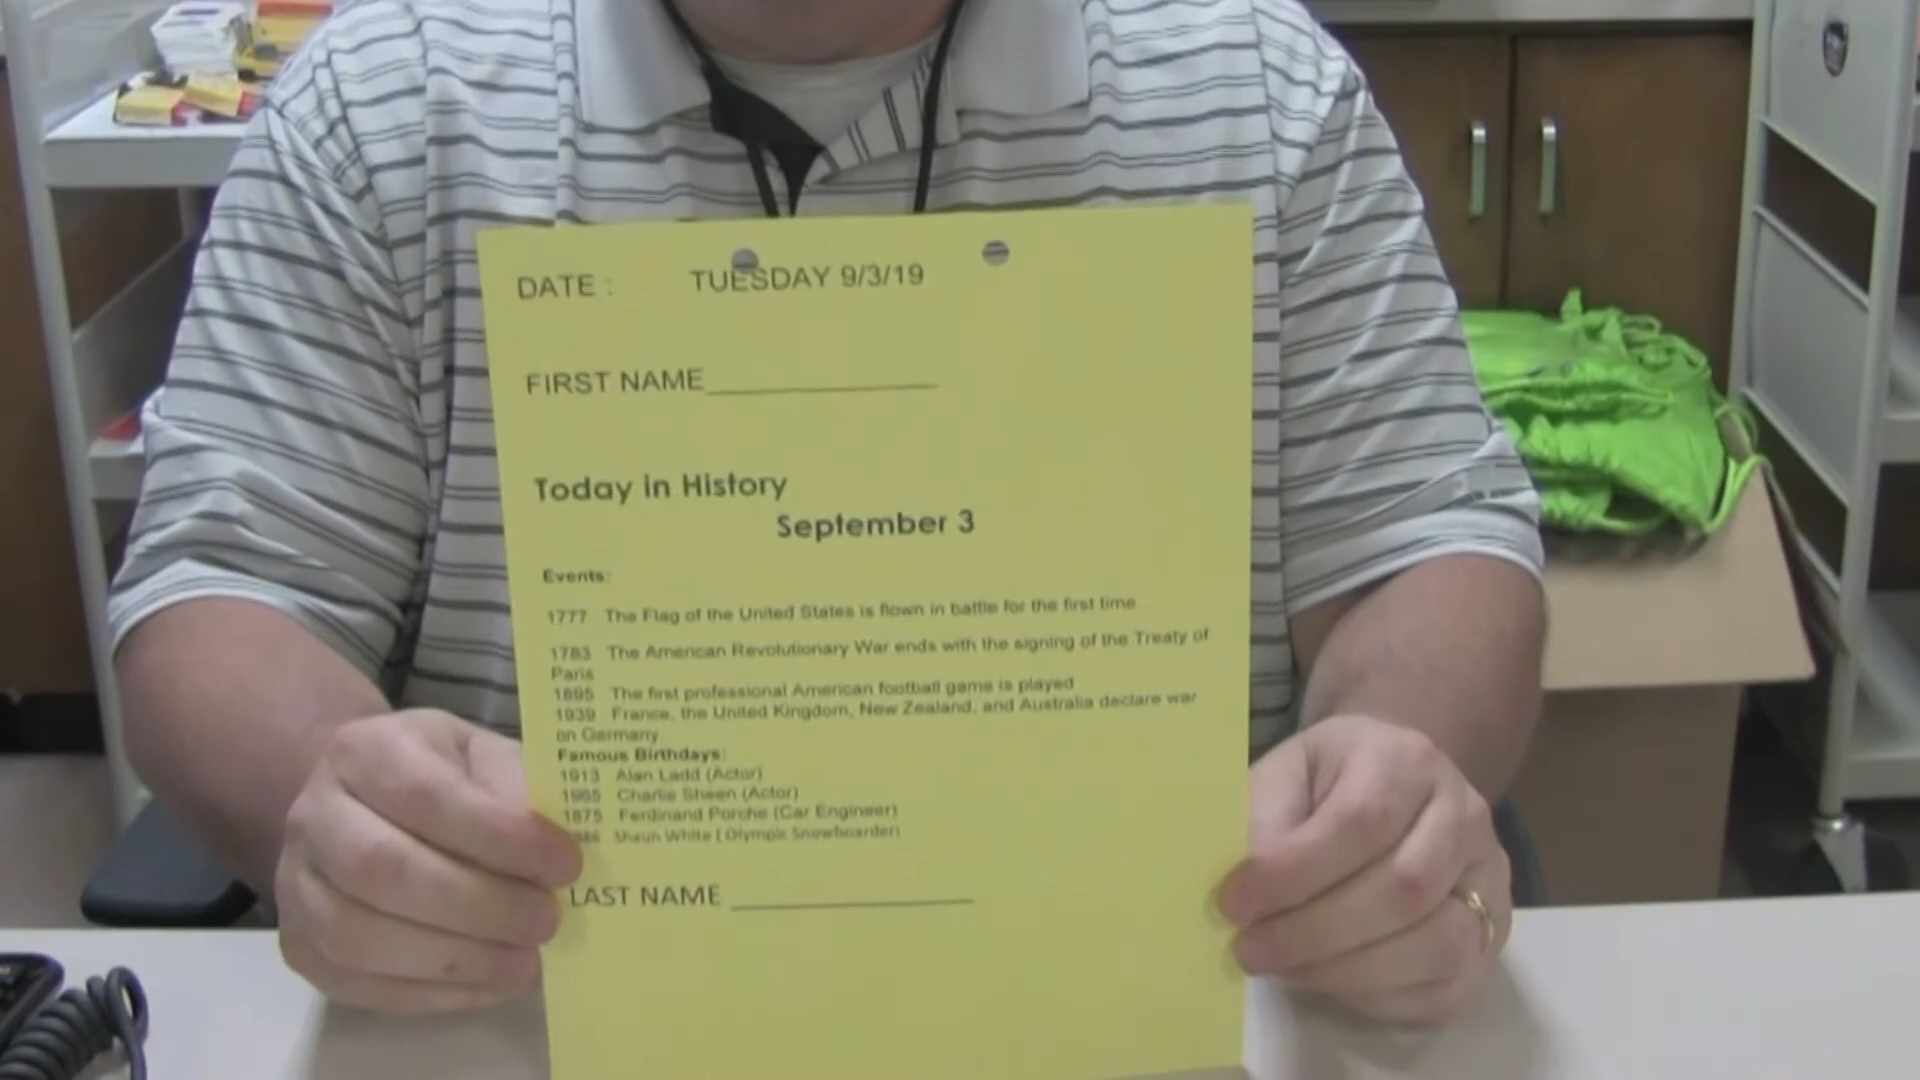 DATE : TUESDAY 9/3/19
FIRST NAME
Today in History
September 3
Events:
1777 The Flag of the United States is flown in battle for the first time.
1783 The American Revolutionary War ends with the signing of the Treaty of
Paris
1895 The first professional American football game is played
1939 France, the United Kingdom, New Zealand, and Australia declare war
on Germany
Famous Birthdays:
1913 Alan Ladd (Actor)
1965 Charlie Sheen (Actor)
1875 Ferdinand Porche (Car Engineer)
Shaun White ( Olympic Snowboarder)
LAST NAME